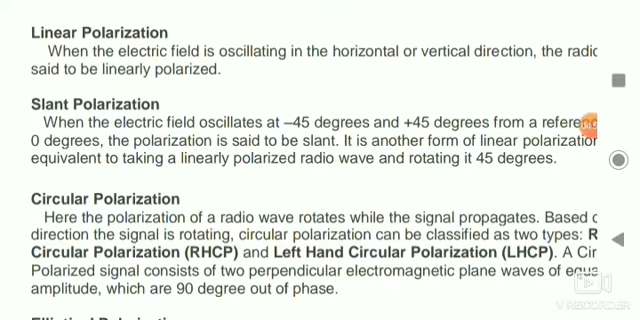 Linear Polarization
When the electric field is oscillating in the horizontal or vertical direction, the
said to be linearly polarized.
Slant Polarization
When the electric field oscillates at –45 degrees and +45 degrees from a
0 degrees, the polarization is said to be slant. It is another form of linear
equivalent to taking a linearly polarized radio wave and rotating it 45 degrees.
Circular Polarization
Here the polarization of a radio wave rotates while the signal propagates. Based
direction the signal is rotating, circular polarization can be classified as two types:
Circular Polarization (RHCP) and Left Hand Circular Polarization (LHCP). A
Polarized signal consists of two perpendicular electromagnetic plane waves of
amplitude, which are 90 degree out of phase.
V RECORDER